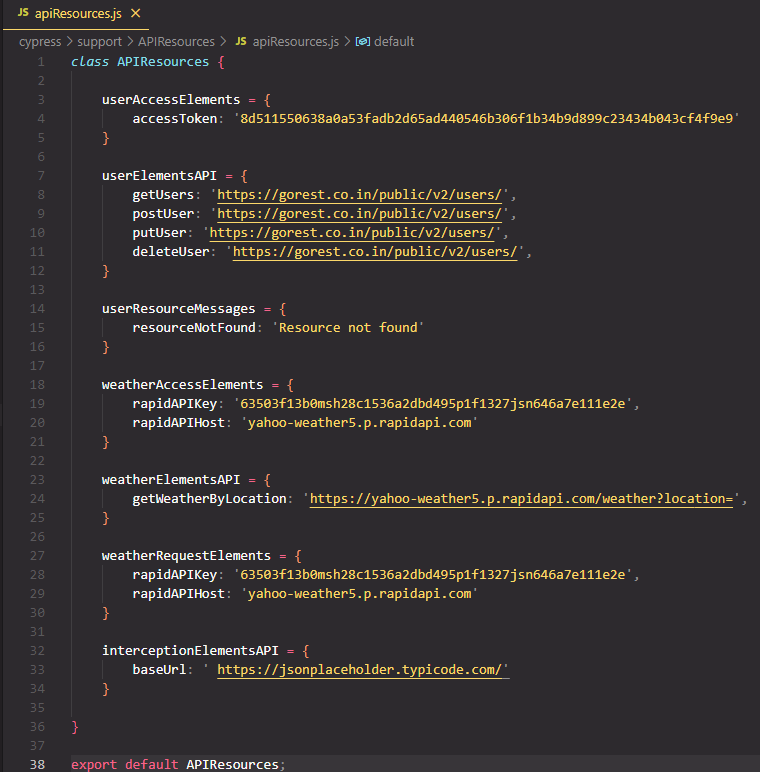 JS apiResources.js ×
cypress > support > APIResources > JS apiResources.js > default
1 class APIResources {
2
3 userAccessElements = {
4 accessToken: '8d511550638a0a53fadb2d65ad440546b306f1b34b9d899c23434b043cf4f9e9'
5 }
6
7 userElementsAPI = {
8 getUsers: 'https://gorest.co.in/public/v2/users/',
9 postUser: 'https://gorest.co.in/public/v2/users/',
10 putUser: 'https://gorest.co.in/public/v2/users/',
11 deleteUser: 'https://gorest.co.in/public/v2/users/',
12 }
13
14 userResourceMessages = {
15 resourceNotFound: 'Resource not found'
16 }
17
18 weatherAccessElements = {
19 rapidAPIKey: '63503f13b0msh28c1536a2dbd495p1f1327jsn646a7e111e2e',
20 rapidAPIHost: 'yahoo-weather5.p.rapidapi.com'
21 }
22
23 weatherElementsAPI = {
24 getWeatherByLocation: 'https://yahoo-weather5.p.rapidapi.com/weather?location=',
25 }
26
27 weatherRequestElements = {
28 rapidAPIKey: '63503f13b0msh28c1536a2dbd495p1f1327jsn646a7e111e2e',
29 rapidAPIHost: 'yahoo-weather5.p.rapidapi.com'
30 }
31
32 interceptionElementsAPI = {
33 baseUrl: ' https://jsonplaceholder.typicode.com/'
34 }
35
36 }
37
38 export default APIResources;